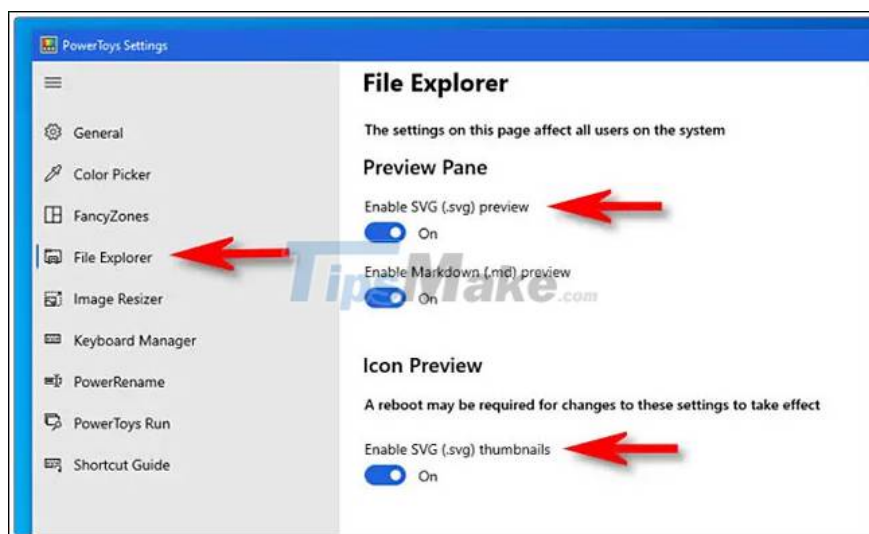 PowerToys Settings
General
Color Picker
FancyZones
File Explorer
Image Resizer
Keyboard Manager
PowerRename
PowerToys Run
Shortcut Guide
File Explorer
The settings on this page affect all users on the system
Preview Pane
Enable SVG (.svg) preview
On
Enable Markdown (.md) preview
On
TipsMake.com
Icon Preview
A reboot may be required for changes to these settings to take effect
Enable SVG (.svg) thumbnails
On